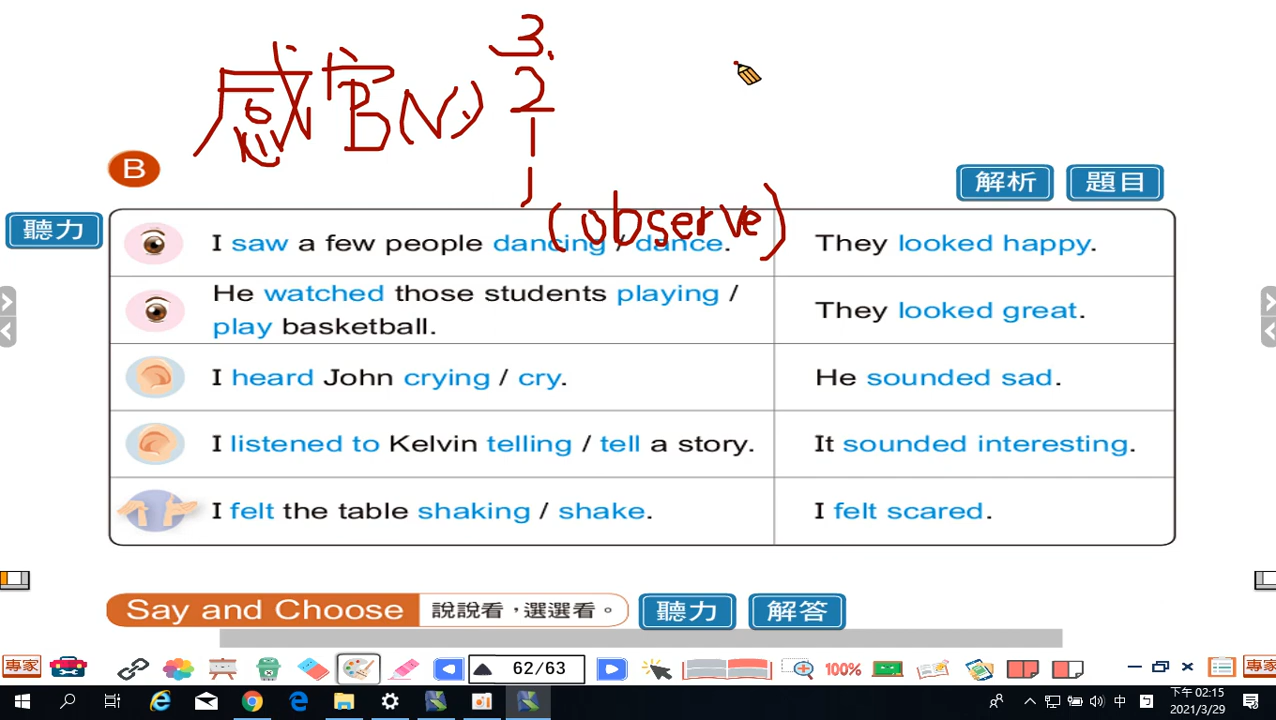 3.
感官(V.)
2
1
1
(observe)
B
解析 題目
聽力
I saw a few people dancing / dance. They looked happy.
He watched those students playing /
play basketball. They looked great.
I heard John crying / cry. He sounded sad.
I listened to Kelvin telling / tell a story. It sounded interesting.
I felt the table shaking / shake. I felt scared.
Say and Choose 說說看，選選看。 聽力 解答
專家 62/63 100% 專家
中 下午 02:15
2021/3/29